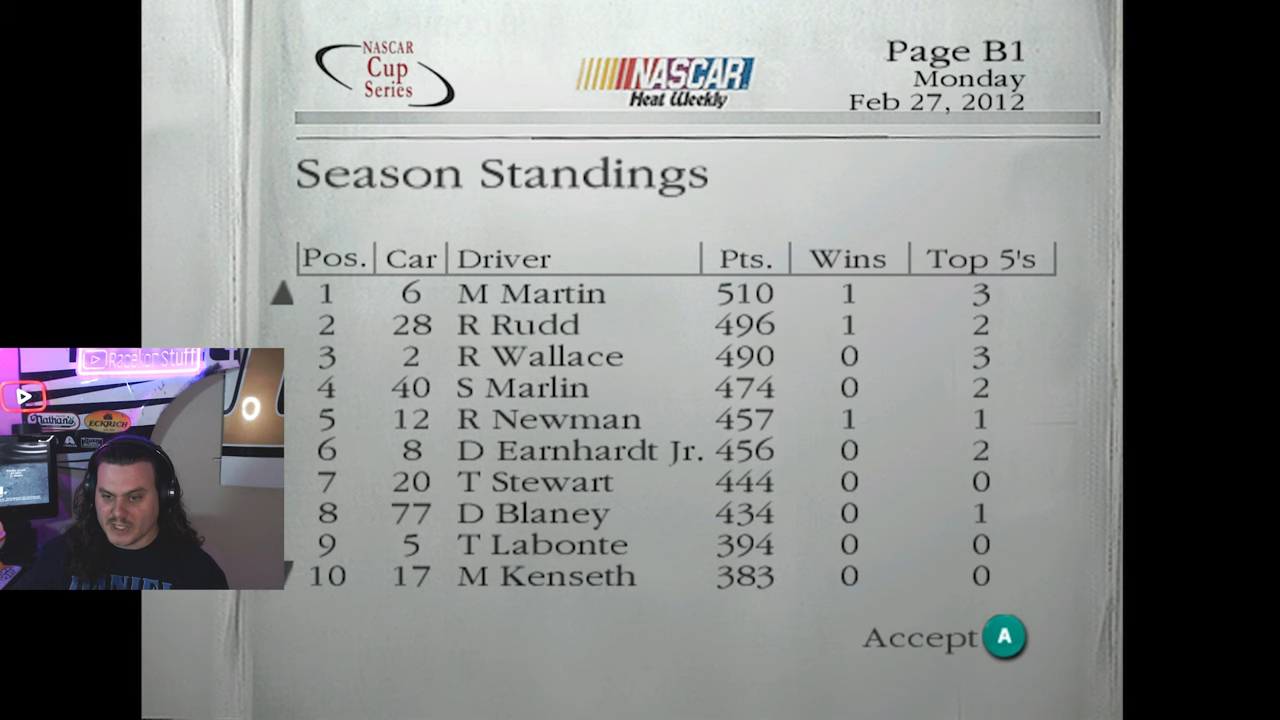 NASCAR
Cup
Series
NASCAR
Heat Weekly
Page B1
Monday
Feb 27, 2012
Season Standings
Pos. Car Driver Pts. Wins Top 5's
1 6 M Martin 510 1 3
2 28 R Rudd 496 1 2
3 2 R Wallace 490 0 3
4 40 S Marlin 474 0 2
5 12 R Newman 457 1 1
6 8 D Earnhardt Jr. 456 0 2
7 20 T Stewart 444 0 0
8 77 D Blaney 434 0 1
9 5 T Labonte 394 0 0
10 17 M Kenseth 383 0 0
Accept A
Nathan's
ECKRICH